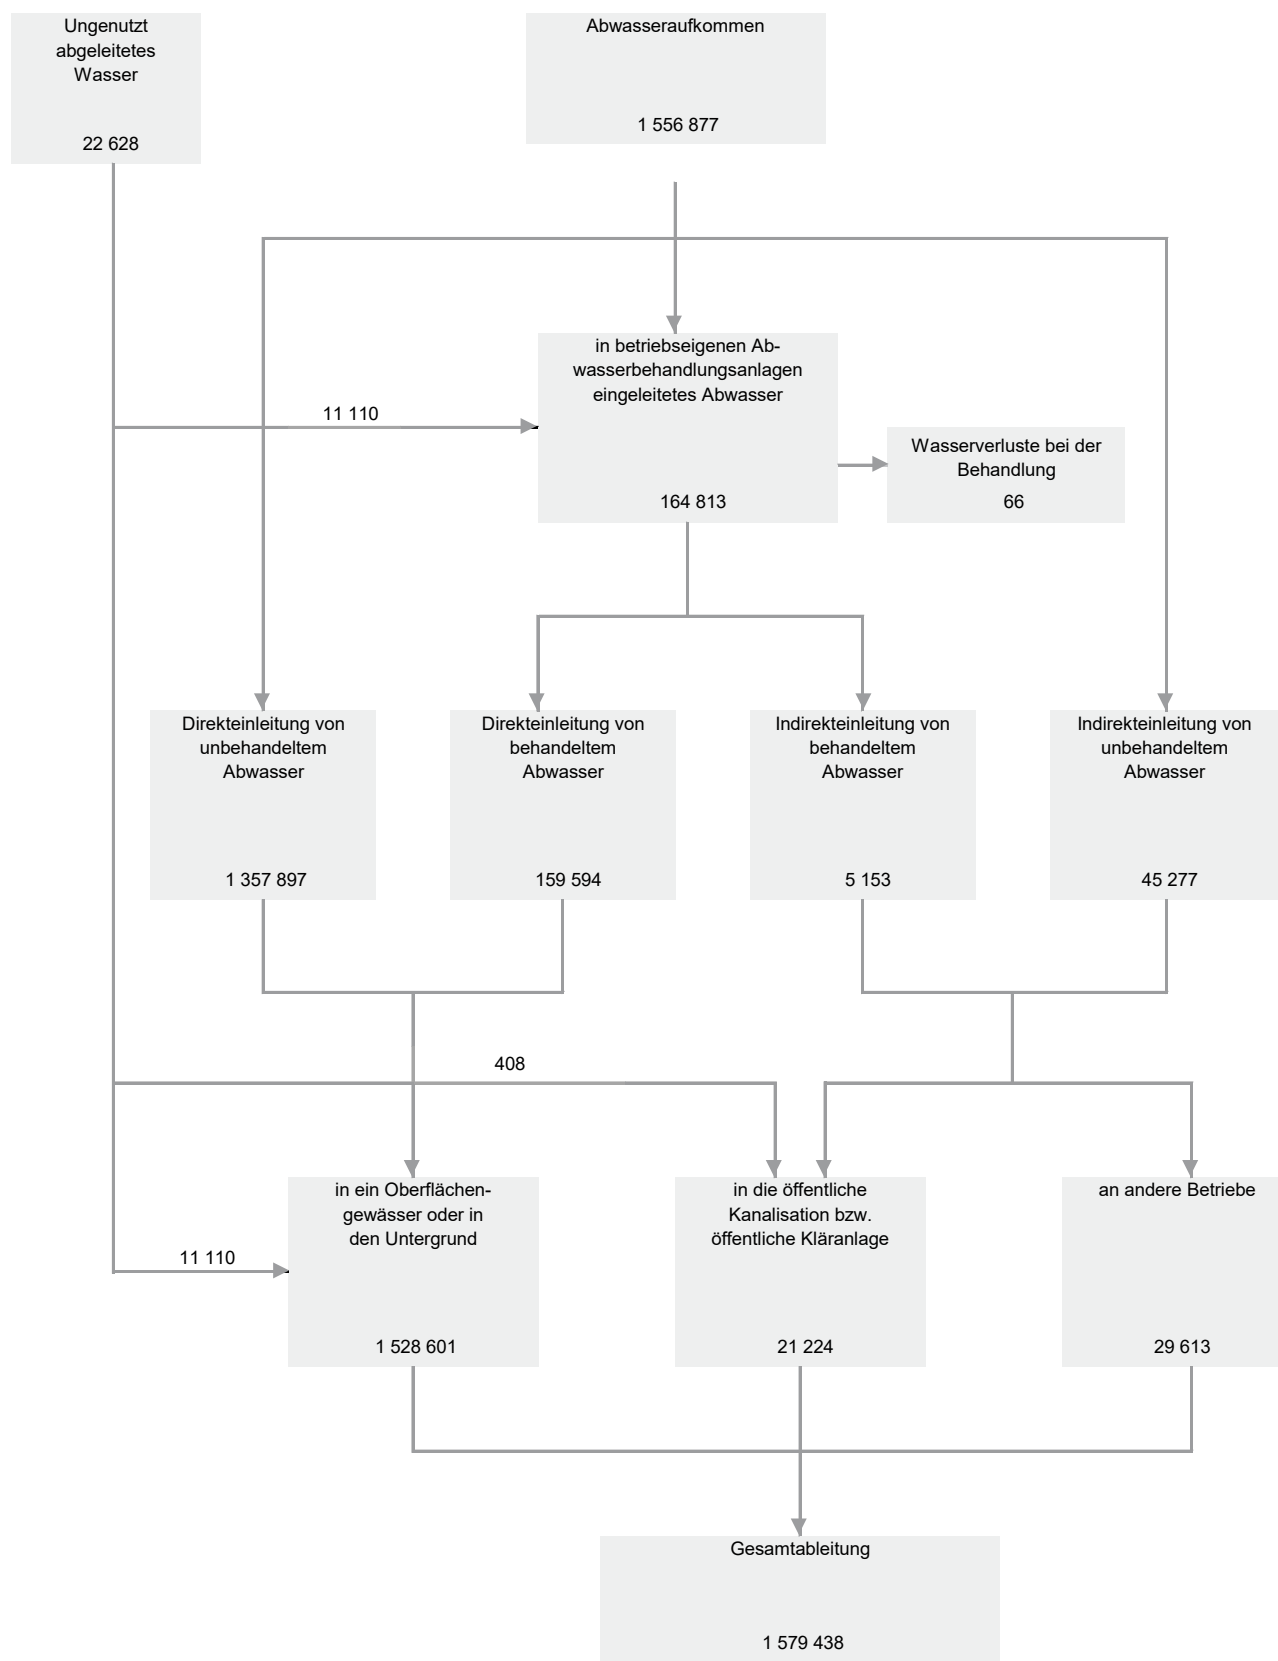 Ungenutzt
abgeleitetes
Wasser
22 628
Abwasseraufkommen
1 556 877
in betriebseigenen Ab-
wasserbehandlungsanlagen
eingeleitetes Abwasser
164 813
11 110
Wasserverluste bei der
Behandlung
66
Direkteinleitung von
unbehandeltem
Abwasser
1 357 897
Direkteinleitung von
behandeltem
Abwasser
159 594
Indirekteinleitung von
behandeltem
Abwasser
5 153
Indirekteinleitung von
unbehandeltem
Abwasser
45 277
408
11 110
in ein Oberflächen-
gewässer oder in
den Untergrund
1 528 601
in die öffentliche
Kanalisation bzw.
öffentliche Kläranlage
21 224
an andere Betriebe
29 613
Gesamtableitung
1 579 438